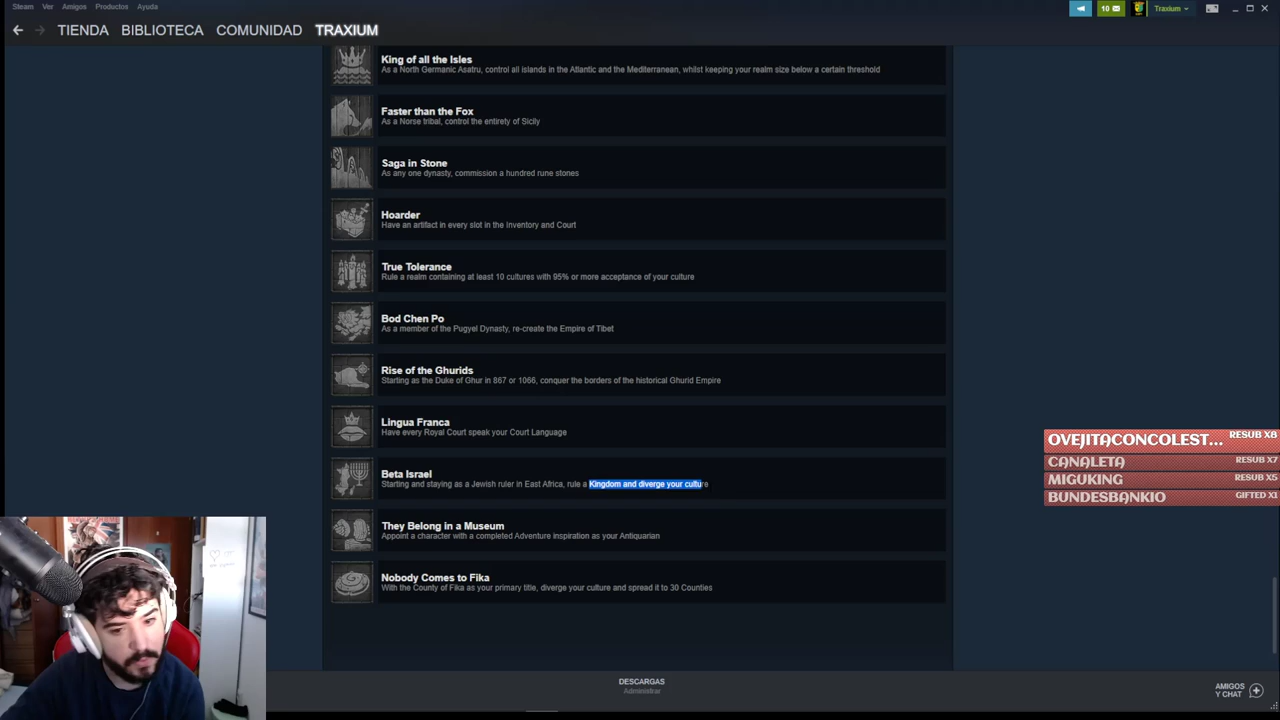 Steam Ver Amigos Productos Ayuda
10
Traxium
TIENDA BIBLIOTECA COMUNIDAD TRAXIUM
King of all the Isles
As a North Germanic Asatru, control all islands in the Atlantic and the Mediterranean, whilst keeping your realm size below a certain threshold
Faster than the Fox
As a Norse tribal, control the entirety of Sicily
Saga in Stone
As any one dynasty, commission a hundred rune stones
Hoarder
Have an artifact in every slot in the Inventory and Court
True Tolerance
Rule a realm containing at least 10 cultures with 95% or more acceptance of your culture
Bod Chen Po
As a member of the Pugyel Dynasty, re-create the Empire of Tibet
Rise of the Ghurids
Starting as the Duke of Ghur in 867 or 1066, conquer the borders of the historical Ghurid Empire
Lingua Franca
Have every Royal Court speak your Court Language
Beta Israel
Starting and staying as a Jewish ruler in East Africa, rule a Kingdom and diverge your culture
They Belong in a Museum
Appoint a character with a completed Adventure inspiration as your Antiquarian
Nobody Comes to Fika
With the County of Fika as your primary title, diverge your culture and spread it to 30 Counties
OVEJITACONCOLEST... RESUB X8
CANALETA RESUB X7
MIGUKING RESUB X5
BUNDESBANKIO GIFTED X1
DESCARGAS
Administrar
AMIGOS
Y CHAT